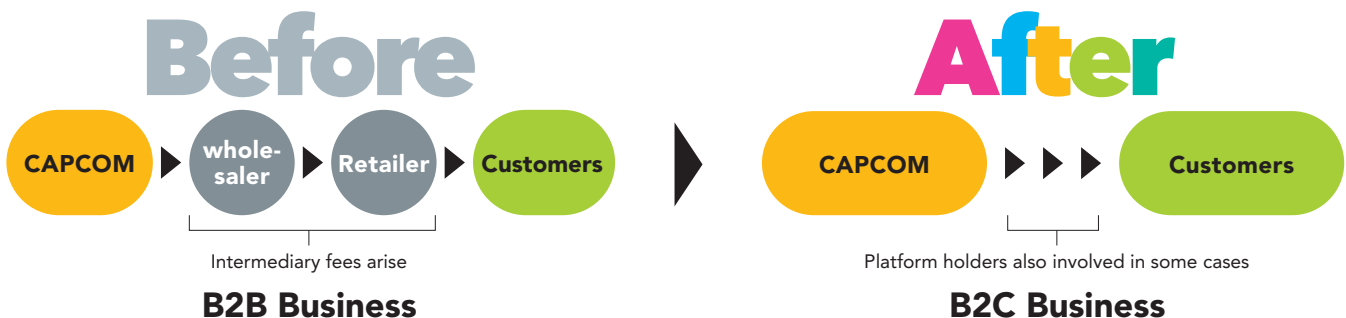 Before
CAPCOM
whole-
saler
Retailer
Customers
Intermediary fees arise
B2B Business
After
CAPCOM
Customers
Platform holders also involved in some cases
B2C Business